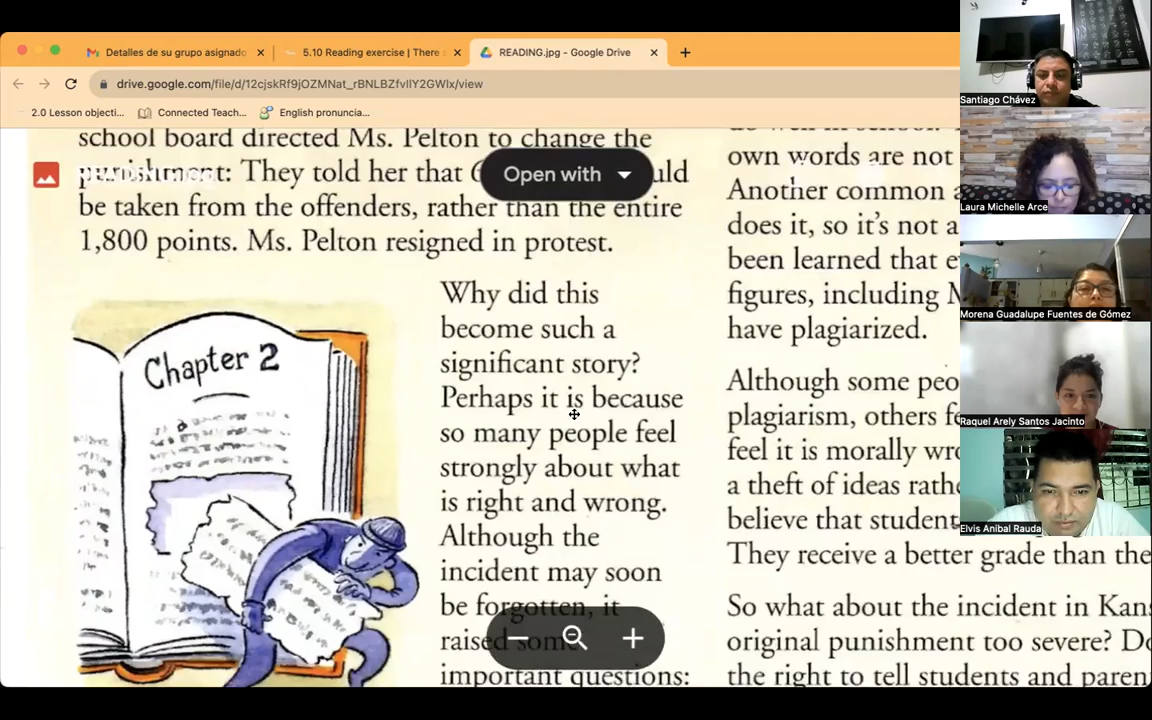 Detalles de su grupo asignado
5.10 Reading exercise | There
READING.jpg - Google Drive
drive.google.com/file/d/12cjskRf9jOZMNat_rBNLBZfvIlY2GWlx/view
2.0 Lesson objecti...
Connected Teach...
English pronuncia...
Open with
school board directed Ms. Pelton to change the
punishment: They told her that
be taken from the offenders, rather than the entire
1,800 points. Ms. Pelton resigned in protest.
Chapter 2
Why did this
become such a
significant story?
Perhaps it is because
so many people feel
strongly about what
is right and wrong.
Although the
incident may soon
be forgotten, it
raised some
important questions:
do well in school.
own words are not
Another common
does it, so it's not a
been learned that
figures, including
have plagiarized.
Although some
plagiarism, others
feel it is morally
a theft of ideas
believe that
They receive a better grade than the
So what about the incident in
original punishment too severe?
the right to tell students and
Santiago Chávez
Laura Michelle Arce
Morena Guadalupe Fuentes de Gómez
Raquel Arely Santos Jacinto
Elvis Anibal Rauda